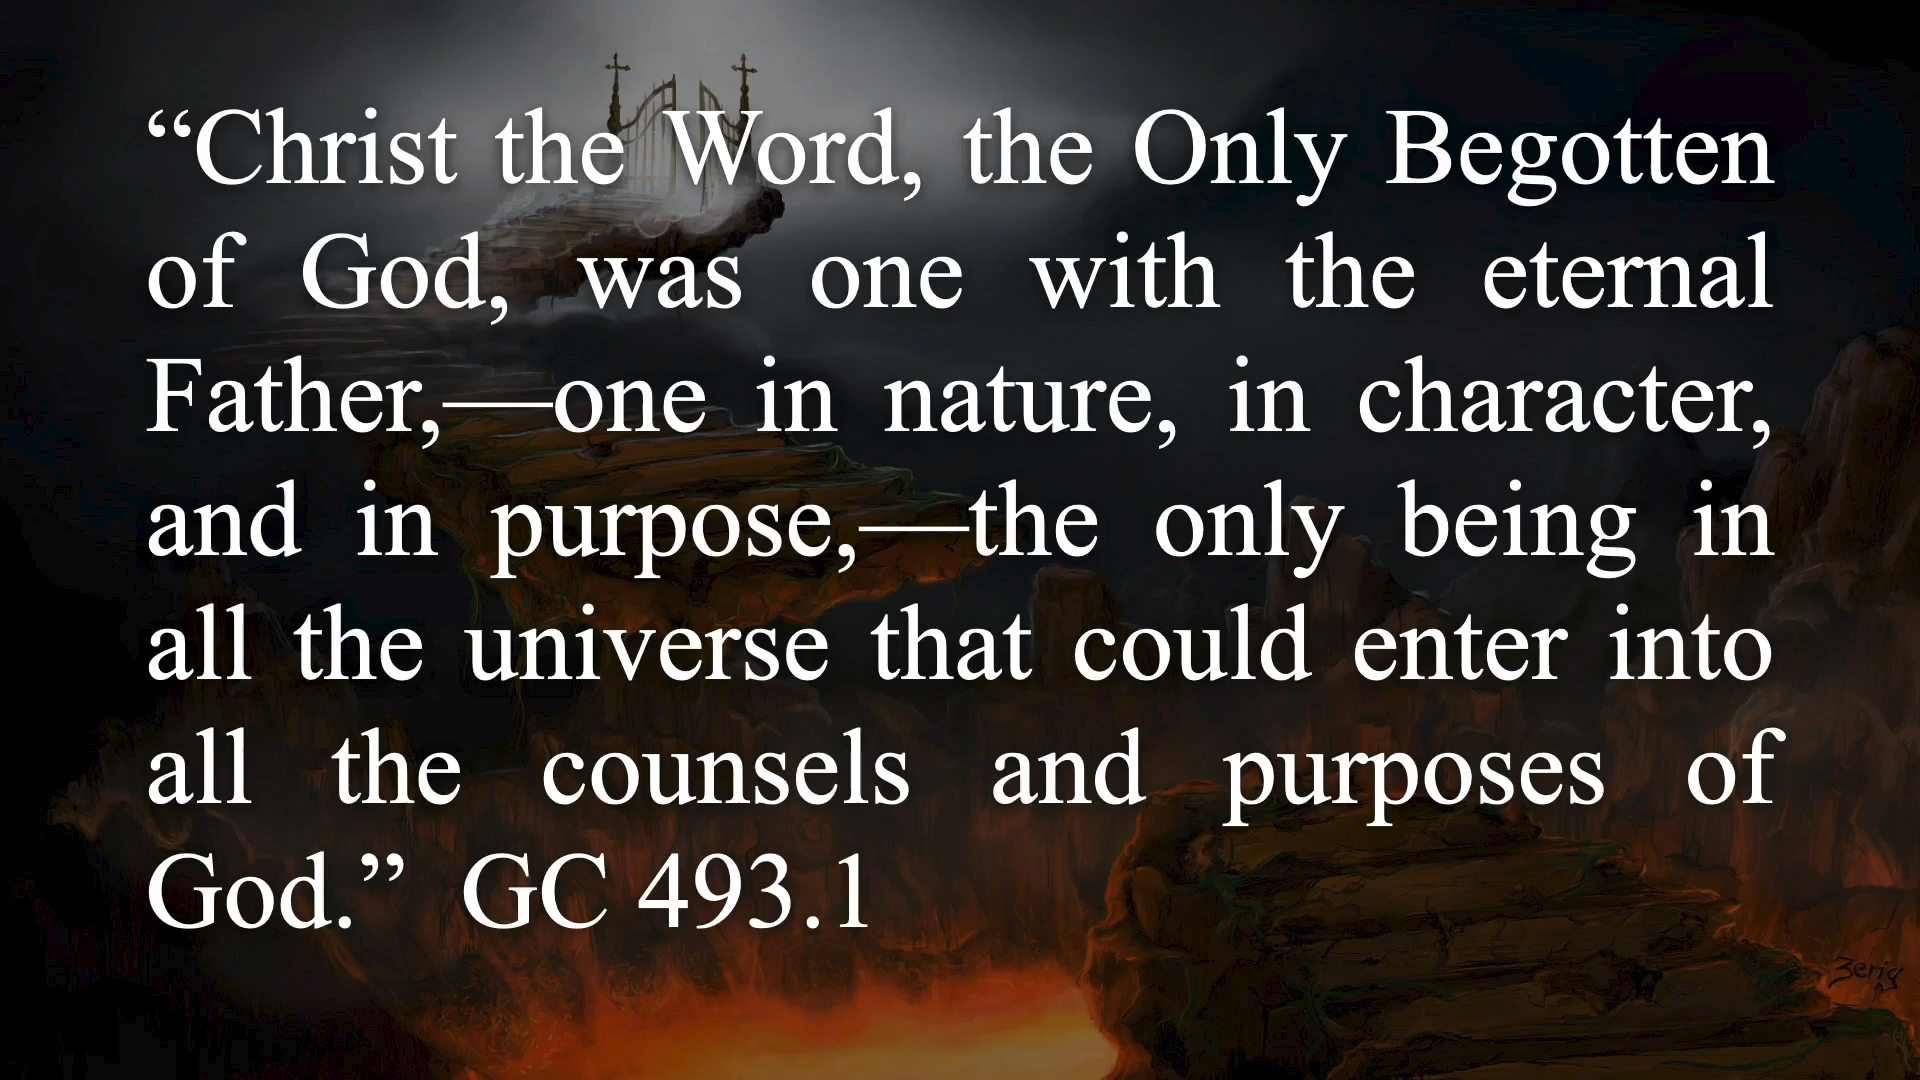 “Christ the Word, the Only Begotten
of God, was one with the eternal
Father,—one in nature, in character,
and in purpose,—the only being in
all the universe that could enter into
all the counsels and purposes of
God.” GC 493.1